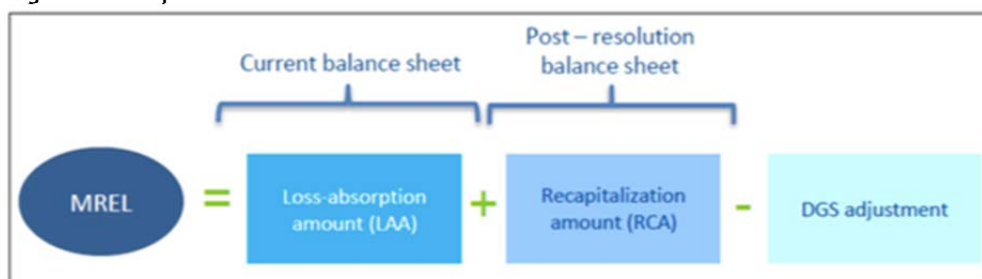 Current balance sheet
Post – resolution
balance sheet
MREL
=
Loss-absorption
amount (LAA)
+
Recapitalization
amount (RCA)
-
DGS adjustment